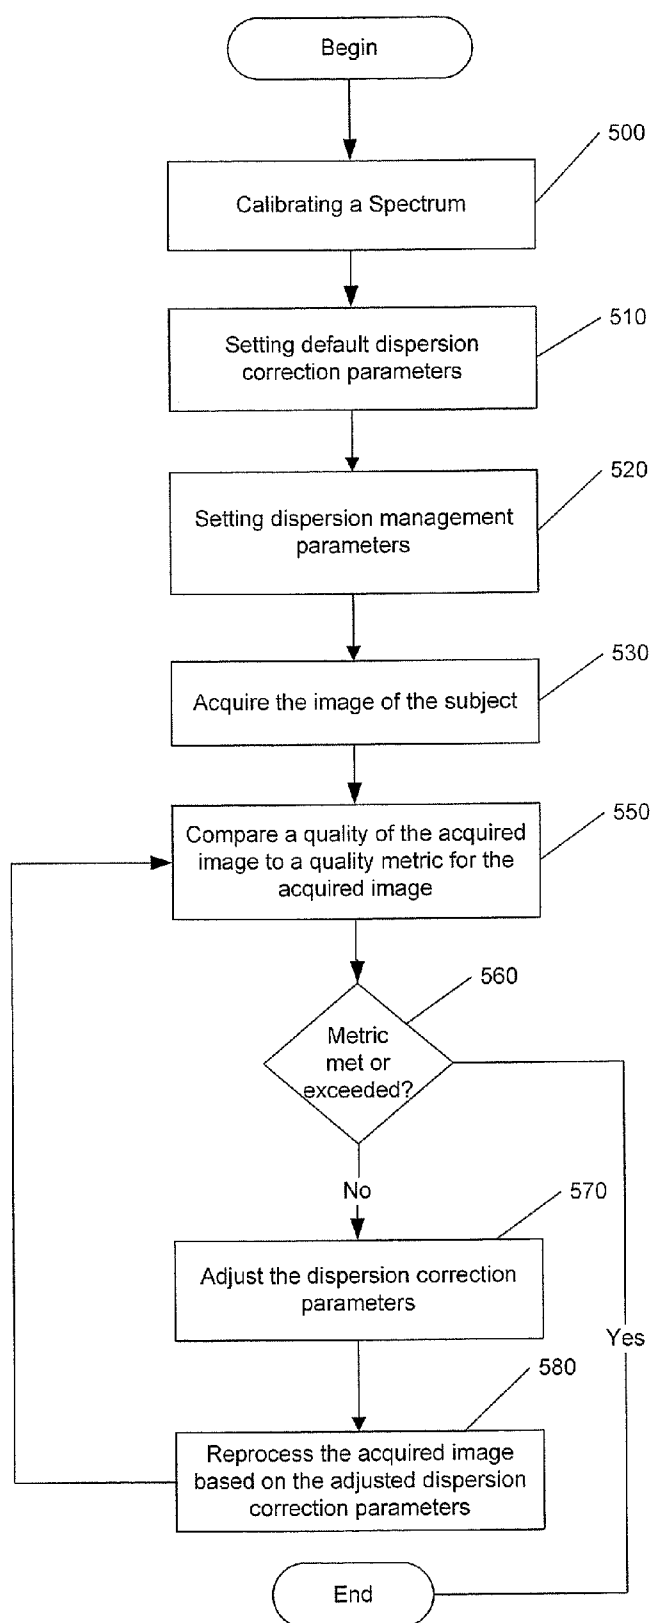 Begin
500
Calibrating a Spectrum
510
Setting default dispersion
correction parameters
520
Setting dispersion management
parameters
530
Acquire the image of the subject
550
Compare a quality of the acquired
image to a quality metric for the
acquired image
560
Metric
met or
exceeded?
No
570
Adjust the dispersion correction
parameters
Yes
580
Reprocess the acquired image
based on the adjusted dispersion
correction parameters
End